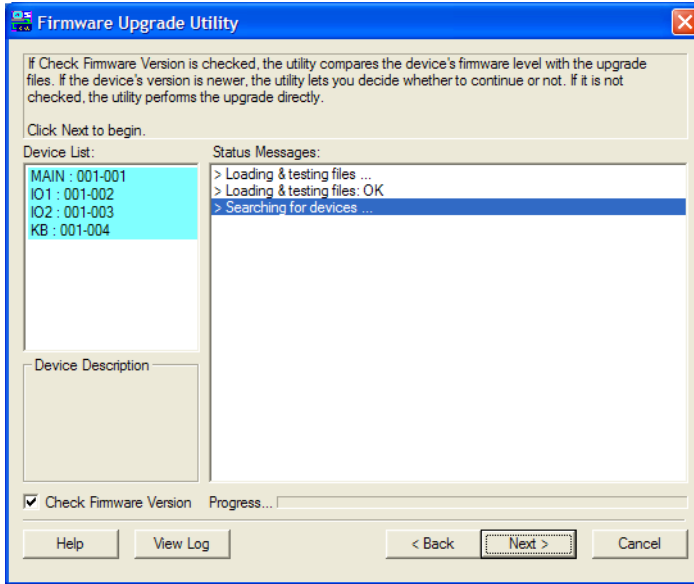 Firmware Upgrade Utility
If Check Firmware Version is checked, the utility compares the device's firmware level with the upgrade
files. If the device's version is newer, the utility lets you decide whether to continue or not. If it is not
checked, the utility performs the upgrade directly.
Click Next to begin.
Device List:
Status Messages:
MAIN : 001-001
IO1 : 001-002
IO2 : 001-003
KB : 001-004
> Loading & testing files ...
> Loading & testing files: OK
> Searching for devices ...
Device Description
Check Firmware Version
Progress...
Help
View Log
< Back
Next >
Cancel